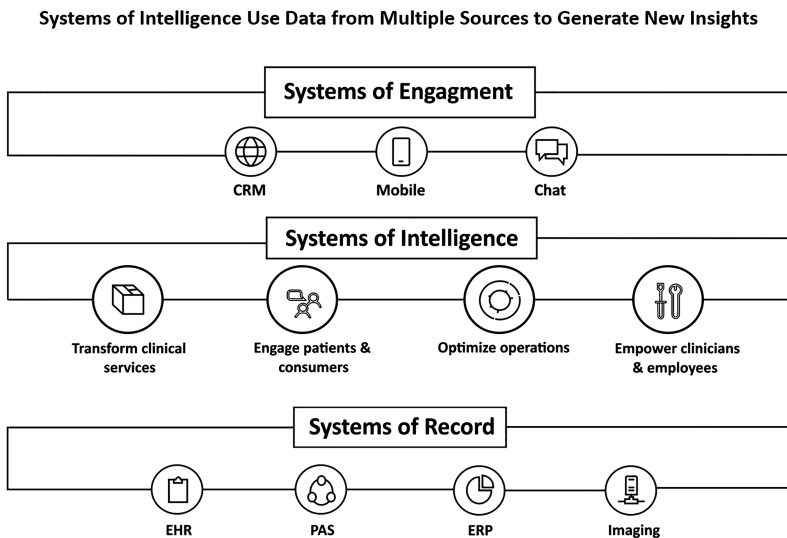 Systems of Intelligence Use Data from Multiple Sources to Generate New Insights
Systems of Engagment
CRM
Mobile
Chat
Systems of Intelligence
Transform clinical
services
Engage patients &
consumers
Optimize operations
Empower clinicians
& employees
Systems of Record
EHR
PAS
ERP
Imaging